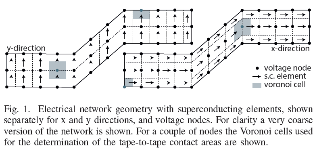 y-direction
x-direction
voltage node
s.c. element
voronoi cell
Fig. 1. Electrical network geometry with superconducting elements, shown
separately for x and y directions, and voltage nodes. For clarity a very coarse
version of the network is shown. For a couple of nodes the Voronoi cells used
for the determination of the tape-to-tape contact areas are shown.